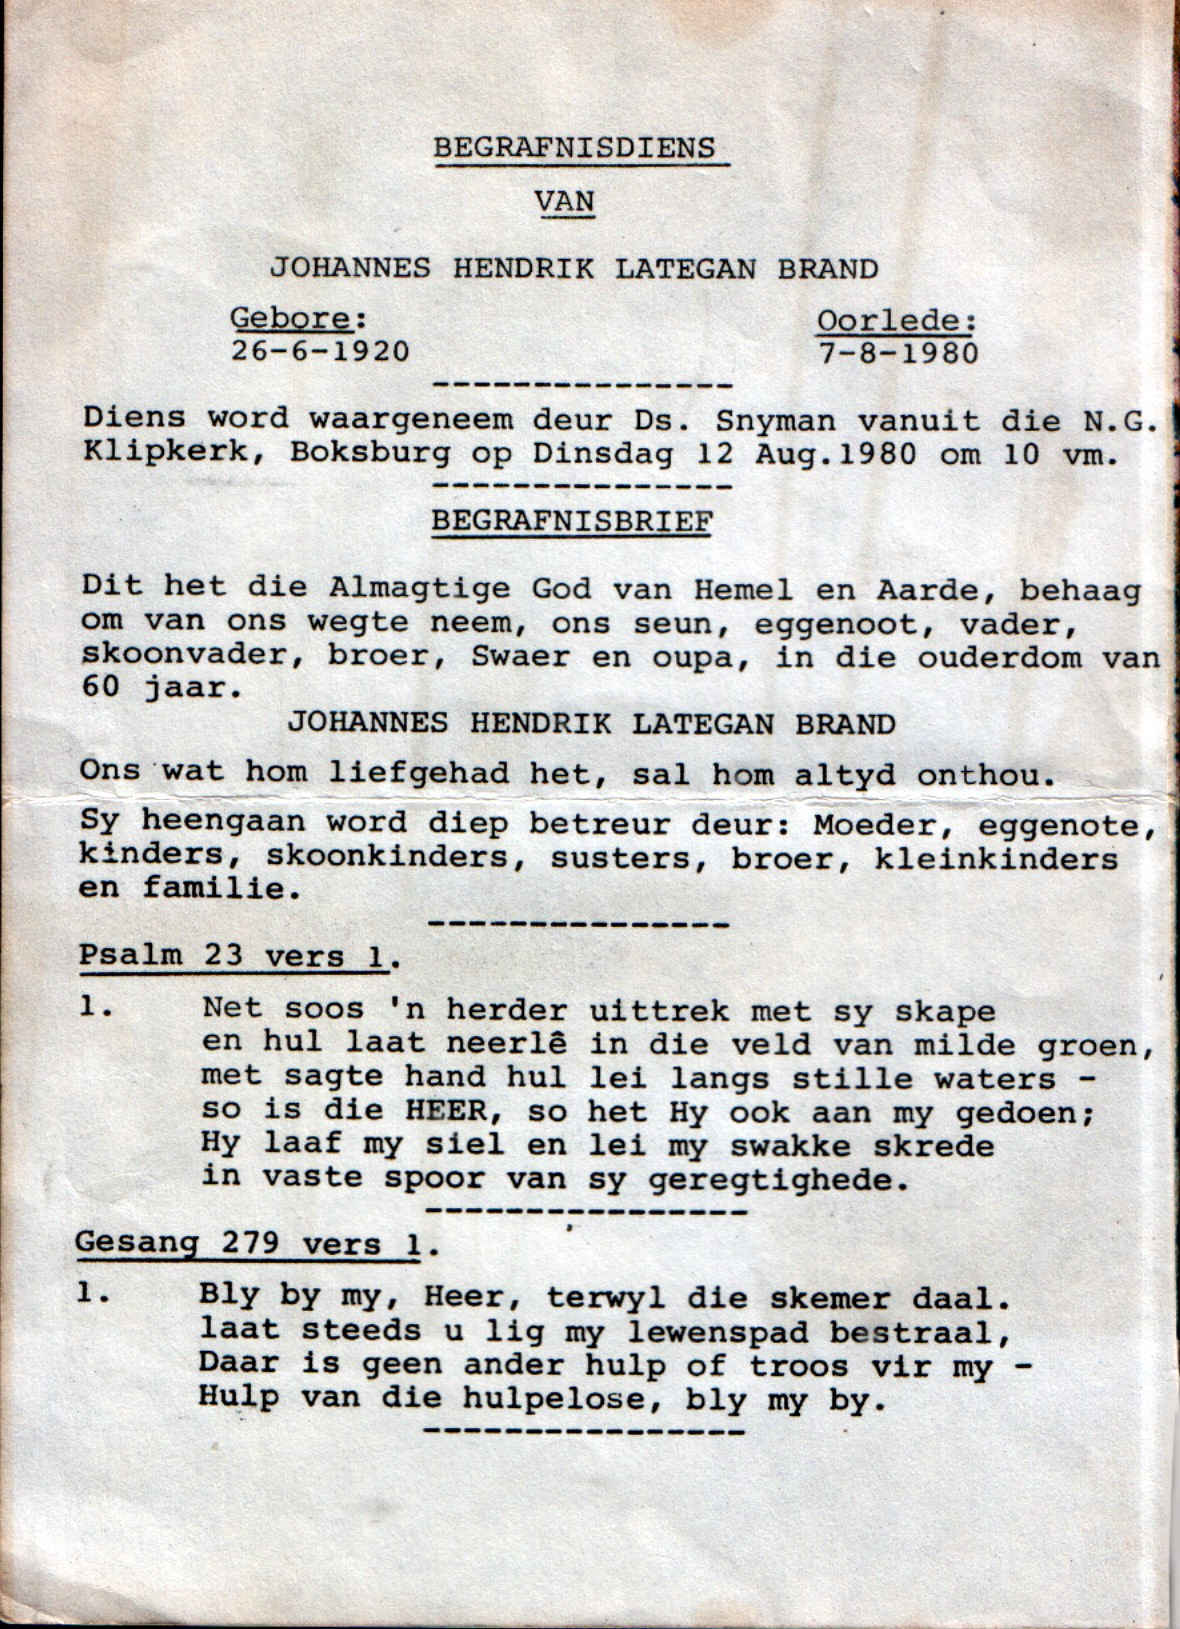 BEGRAFNISDIENS
VAN
JOHANNES HENDRIK LATEGAN BRAND
Gebore: Oorlede:
26-6-1920 7-8-1980
---------------
Diens word waargeneem deur Ds. Snyman vanuit die N.G.
Klipkerk, Boksburg op Dinsdag 12 Aug.1980 om 10 vm.
---------------
BEGRAFNISBRIEF
Dit het die Almagtige God van Hemel en Aarde, behaag
om van ons wegte neem, ons seun, eggenoot, vader,
skoonvader, broer, Swaer en oupa, in die ouderdom van
60 jaar.
JOHANNES HENDRIK LATEGAN BRAND
Ons wat hom liefgehad het, sal hom altyd onthou.
Sy heengaan word diep betreur deur: Moeder, eggenote,
kinders, skoonkinders, susters, broer, kleinkinders
en familie.
---------------
Psalm 23 vers 1.
1. Net soos 'n herder uittrek met sy skape
en hul laat neerlê in die veld van milde groen,
met sagte hand hul lei langs stille waters -
so is die HEER, so het Hy ook aan my gedoen;
Hy laaf my siel en lei my swakke skrede
in vaste spoor van sy geregtighede.
----------------
Gesang 279 vers 1.
1. Bly by my, Heer, terwyl die skemer daal.
laat steeds u lig my lewenspad bestraal,
Daar is geen ander hulp of troos vir my -
Hulp van die hulpelose, bly my by.
----------------